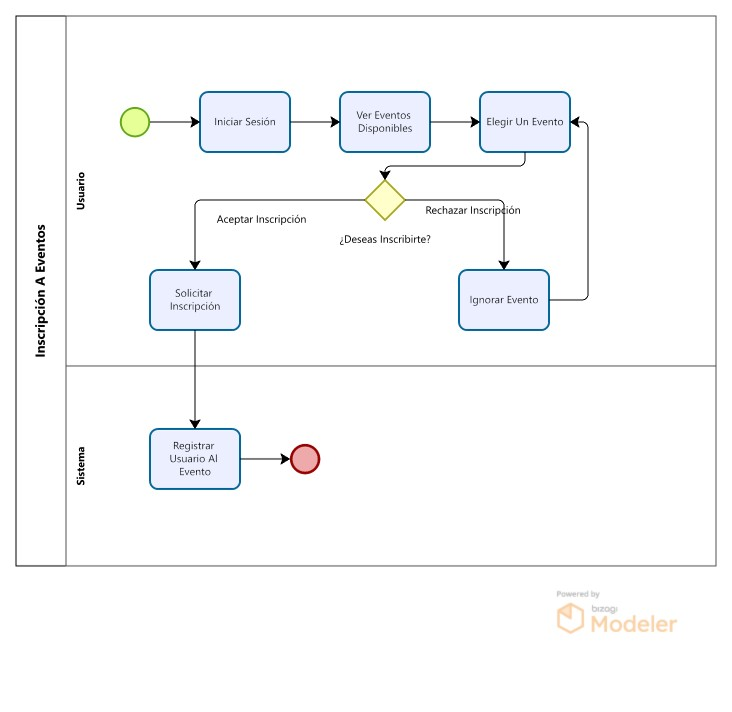 Inscripción A Eventos
Usuario
Iniciar Sesión
Ver Eventos
Disponibles
Elegir Un Evento
Aceptar Inscripción
Rechazar Inscripción
¿Deseas Inscribirte?
Solicitar
Inscripción
Ignorar Evento
Sistema
Registrar
Usuario Al
Evento
Powered by
bizagi
Modeler